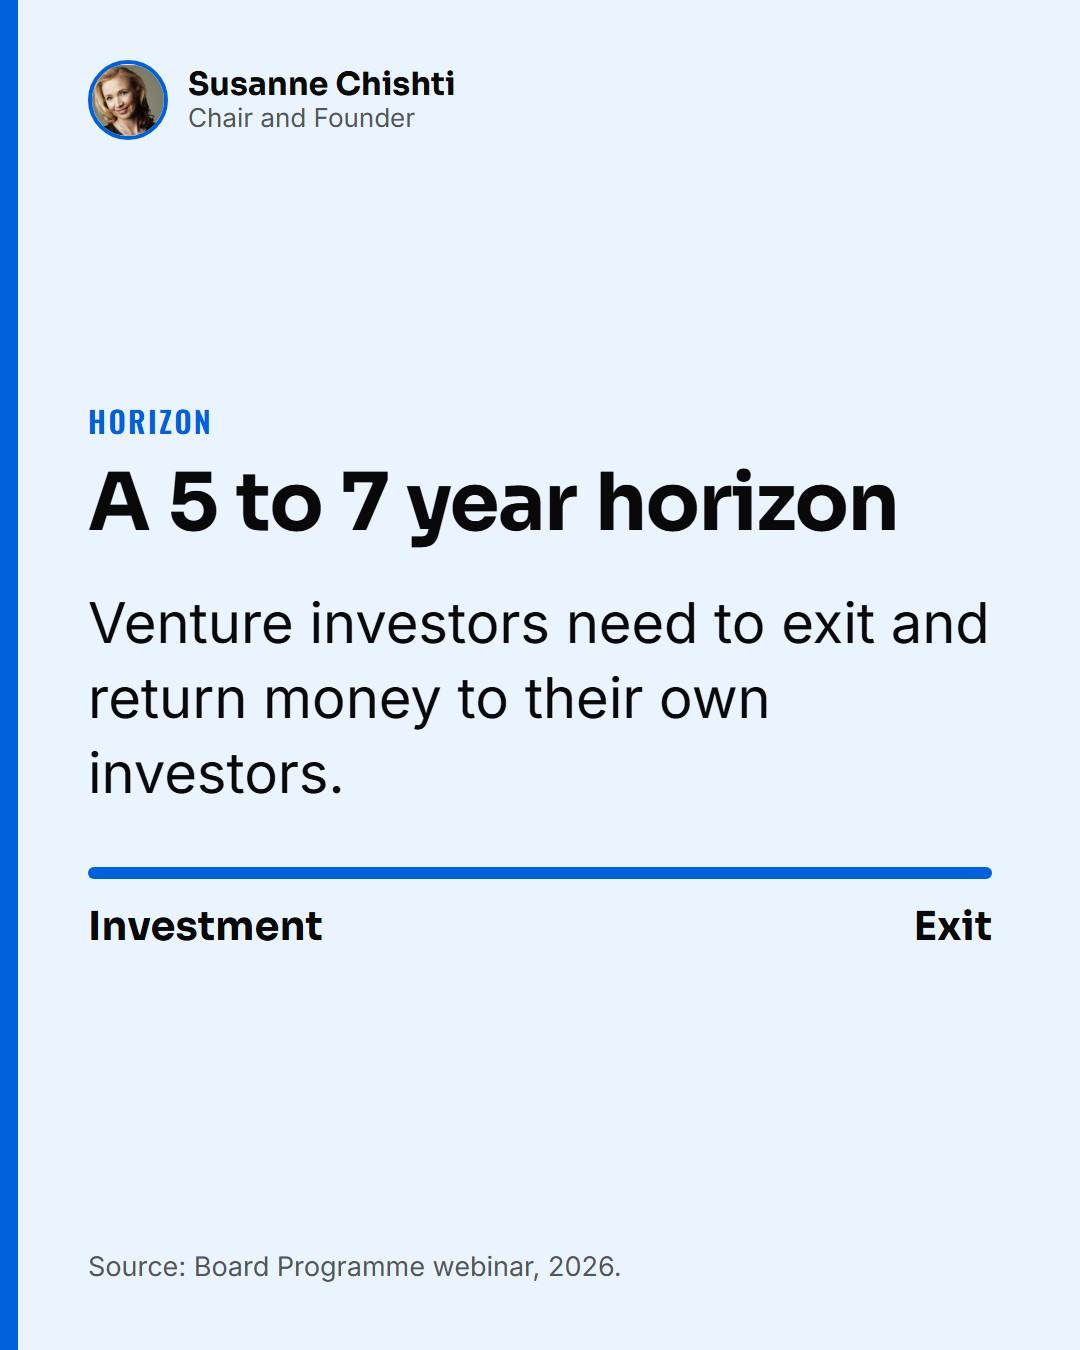 Susanne Chishti
Chair and Founder
HORIZON
A 5 to 7 year horizon
Venture investors need to exit and
return money to their own
investors.
Investment
Exit
Source: Board Programme webinar, 2026.